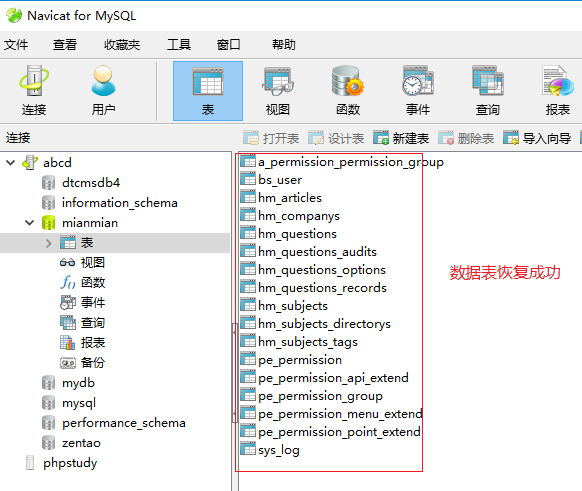 Navicat for MySQL
文件 查看 收藏夹 工具 窗口 帮助
连接 用户 表 视图 函数 事件 查询 报表
连接 打开表 设计表 新建表 删除表 导入向导
abcd
dtcmsdb4
information_schema
mianmian
表
视图
函数
事件
查询
报表
备份
mydb
mysql
performance_schema
zentao
phpstudy
a_permission_permission_group
bs_user
hm_articles
hm_companys
hm_questions
hm_questions_audits
hm_questions_options
hm_questions_records
hm_subjects
hm_subjects_directorys
hm_subjects_tags
pe_permission
pe_permission_api_extend
pe_permission_group
pe_permission_menu_extend
pe_permission_point_extend
sys_log
数据表恢复成功